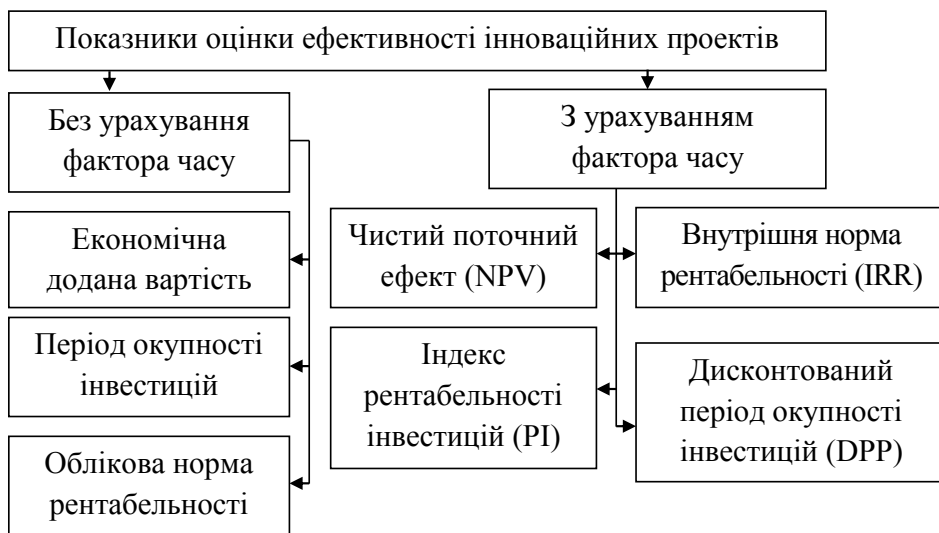 Показники оцінки ефективності інноваційних проектів
Без урахування
фактора часу
З урахуванням
фактора часу
Економічна
додана вартість
Період окупності
інвестицій
Облікова норма
рентабельності
Чистий поточний
ефект (NPV)
Внутрішня норма
рентабельності (IRR)
Індекс
рентабельності
інвестицій (PI)
Дисконтований
період окупності
інвестицій (DPP)